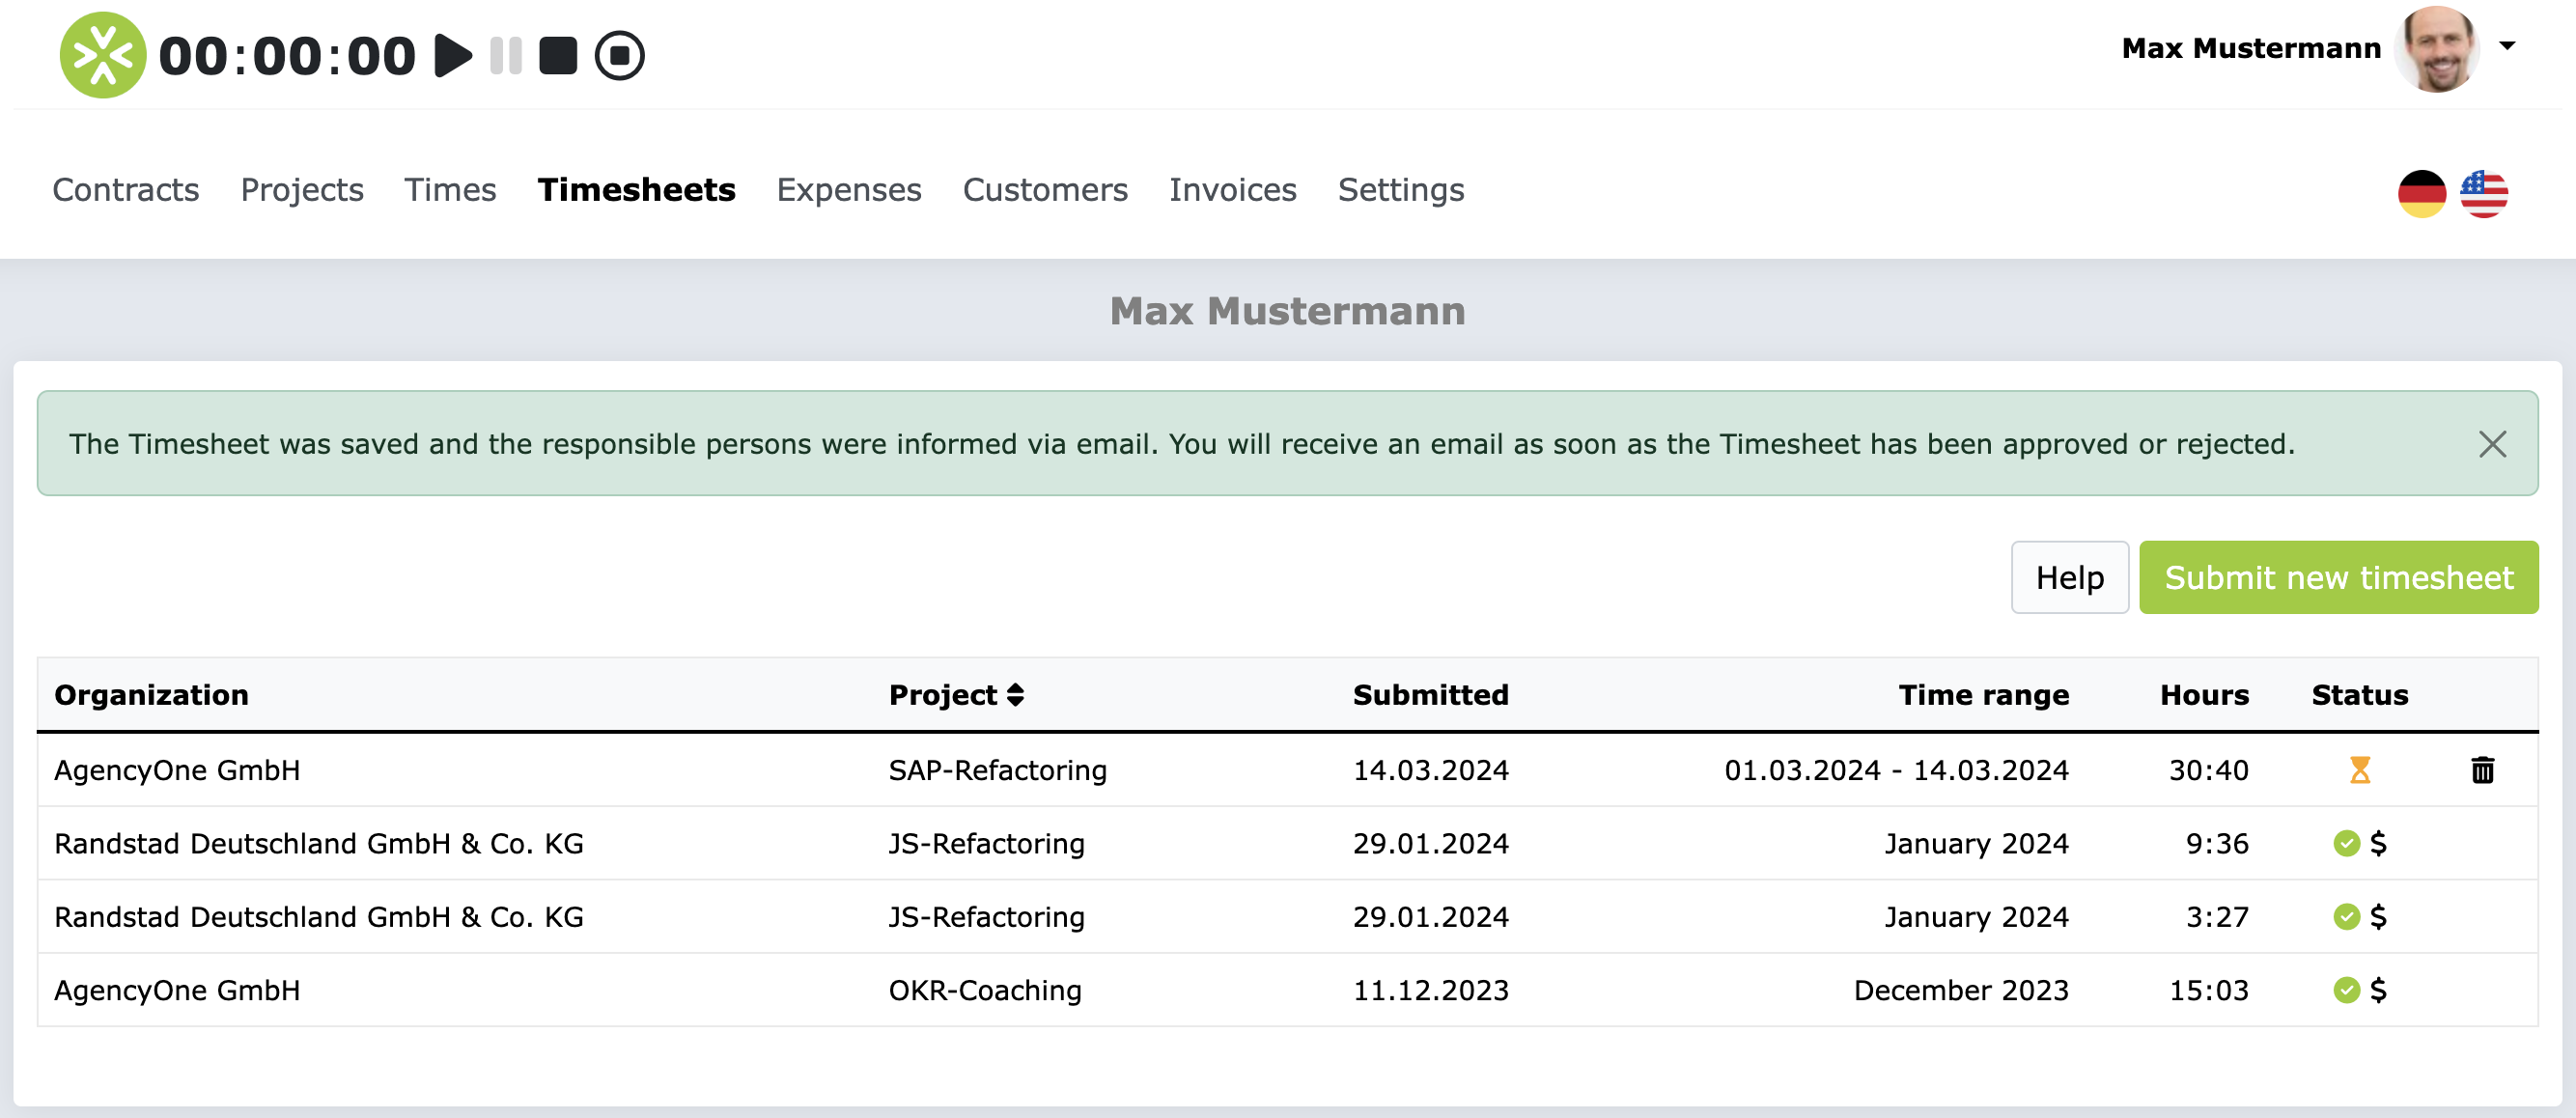 00:00:00
Max Mustermann
Contracts Projects Times Timesheets Expenses Customers Invoices Settings
Max Mustermann
The Timesheet was saved and the responsible persons were informed via email. You will receive an email as soon as the Timesheet has been approved or rejected.
Help Submit new timesheet
Organization Project Submitted Time range Hours Status
AgencyOne GmbH SAP-Refactoring 14.03.2024 01.03.2024 - 14.03.2024 30:40
Randstad Deutschland GmbH & Co. KG JS-Refactoring 29.01.2024 January 2024 9:36 $
Randstad Deutschland GmbH & Co. KG JS-Refactoring 29.01.2024 January 2024 3:27 $
AgencyOne GmbH OKR-Coaching 11.12.2023 December 2023 15:03 $